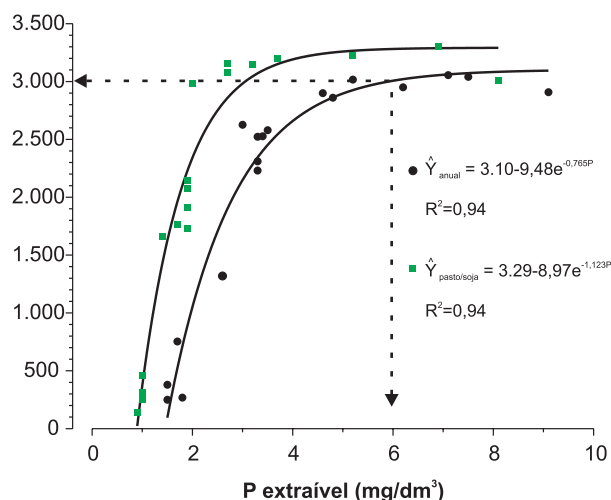 3.500
3.000
2.500
2.000
1.500
1.000
500
0
Ŷanual = 3.10-9,48e-0,765P
R2=0,94
Ŷpasto/soja = 3.29-8,97e-1,123P
R2=0,94
0 2 4 6 8 10
P extraível (mg/dm3)